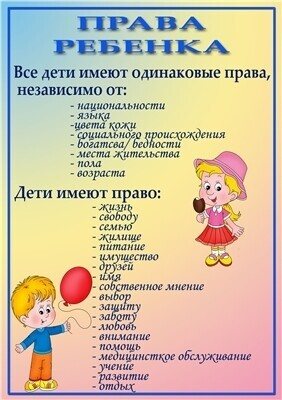 ПРАВА
РЕБЕНКА
Все дети имеют одинаковые права,
независимо от:
- национальности
- языка
-цвета кожи
- социального происхождения
- богатсва/ бедности
- места жительства
- пола
- возраста
Дети имеют право:
- жизнь
- свободу
- семью
- жилище
- питание
- имущество
- друзей
- имя
- собственное мнение
- выбор
- защиту
- заботу
- любовь
- внимание
- помощь
- медицинсткое обслуживание
- учение
- развитие
- отдых